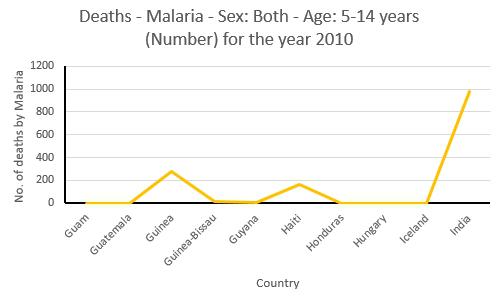 Deaths - Malaria - Sex: Both - Age: 5-14 years
(Number) for the year 2010
No. of deaths by Malaria
1200
1000
800
600
400
200
0
Guam
Guatemala
Guinea
Guinea-Bissau
Guyana
Haiti
Honduras
Hungary
Iceland
India
Country